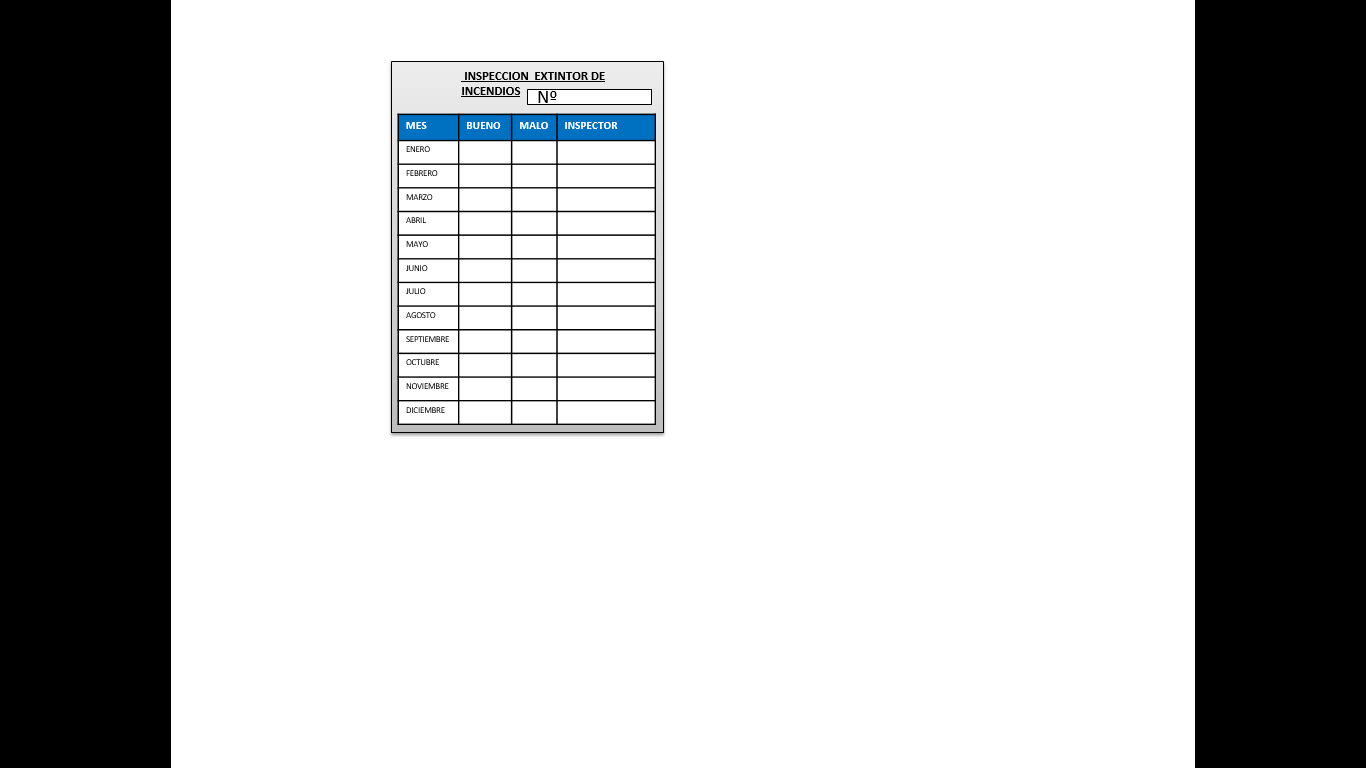 INSPECCION EXTINTOR DE
INCENDIOS Nº
MES BUENO MALO INSPECTOR
ENERO
FEBRERO
MARZO
ABRIL
MAYO
JUNIO
JULIO
AGOSTO
SEPTIEMBRE
OCTUBRE
NOVIEMBRE
DICIEMBRE